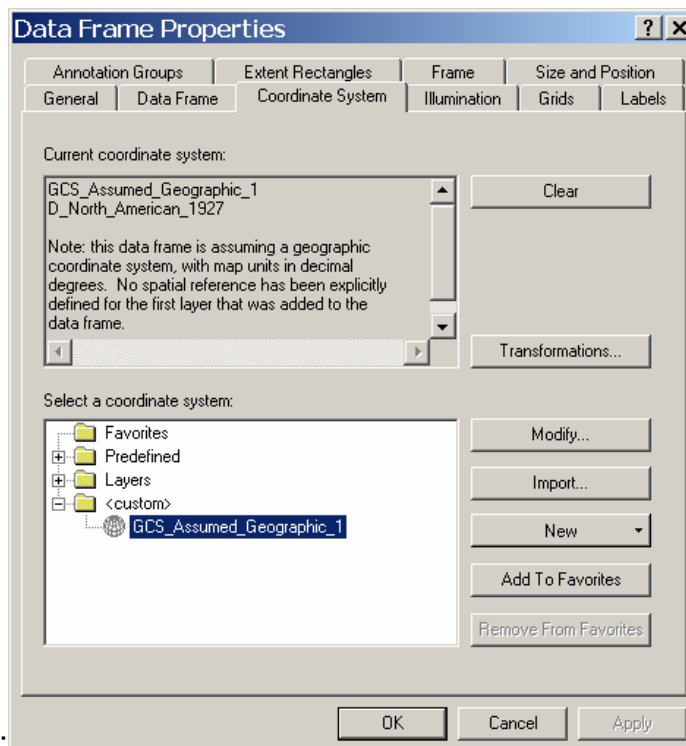 Data Frame Properties ? X
Annotation Groups Extent Rectangles Frame Size and Position
General Data Frame Coordinate System Illumination Grids Labels
Current coordinate system:
GCS_Assumed_Geographic_1
D_North_American_1927
Note: this data frame is assuming a geographic
coordinate system, with map units in decimal
degrees. No spatial reference has been explicitly
defined for the first layer that was added to the
data frame.
Clear
Transformations...
Select a coordinate system:
Favorites
Predefined
Layers
<custom>
GCS_Assumed_Geographic_1
Modify...
Import...
New
Add To Favorites
Remove From Favorites
OK Cancel Apply
.